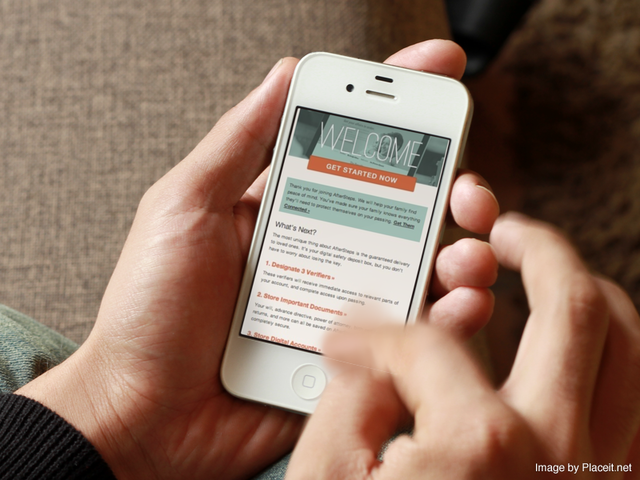 WELCOME
GET STARTED NOW
Thank you for joining AfterSteps. We will help your family find
peace of mind. You've made sure your family knows everything
they'll need to protect themselves on your passing. Get Them
Connected ›
What's Next?
The most unique thing about AfterSteps, is the guaranteed delivery
to loved ones. It's your digital safety deposit box, but you don't
have to worry about losing the key.
1. Designate 3 Verifiers ›
These verifiers will receive immediate access to relevant parts of
your account, and complete access upon passing.
2. Store Important Documents ›
Your will, advance directive, power of
returns, and more can all be saved
completely secure.
3. Store Digital Accounts
Image by Placeit.net